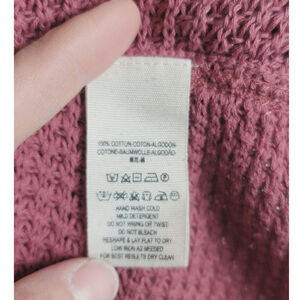 100% COTTON-COTON-ALGODON-
COTONE-BAUMWOLLE-ALGODÃO-
HAND WASH COLD
MILD DETERGENT
DO NOT WRING OR TWIST
DO NOT BLEACH
RESHAPE & LAY FLAT TO DRY
LOW IRON AS NEEDED
FOR BEST RESULTS DRY CLEAN